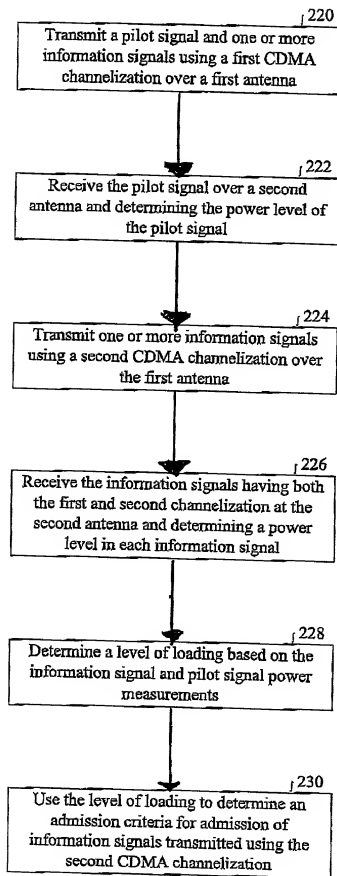 220
Transmit a pilot signal and one or more
information signals using a first CDMA
channelization over a first antenna
222
Receive the pilot signal over a second
antenna and determining the power level of
the pilot signal
224
Transmit one or more information signals
using a second CDMA channelization over
the first antenna
226
Receive the information signals having both
the first and second channelization at the
second antenna and determining a power
level in each information signal
228
Determine a level of loading based on the
information signal and pilot signal power
measurements
230
Use the level of loading to determine an
admission criteria for admission of
information signals transmitted using the
second CDMA channelization